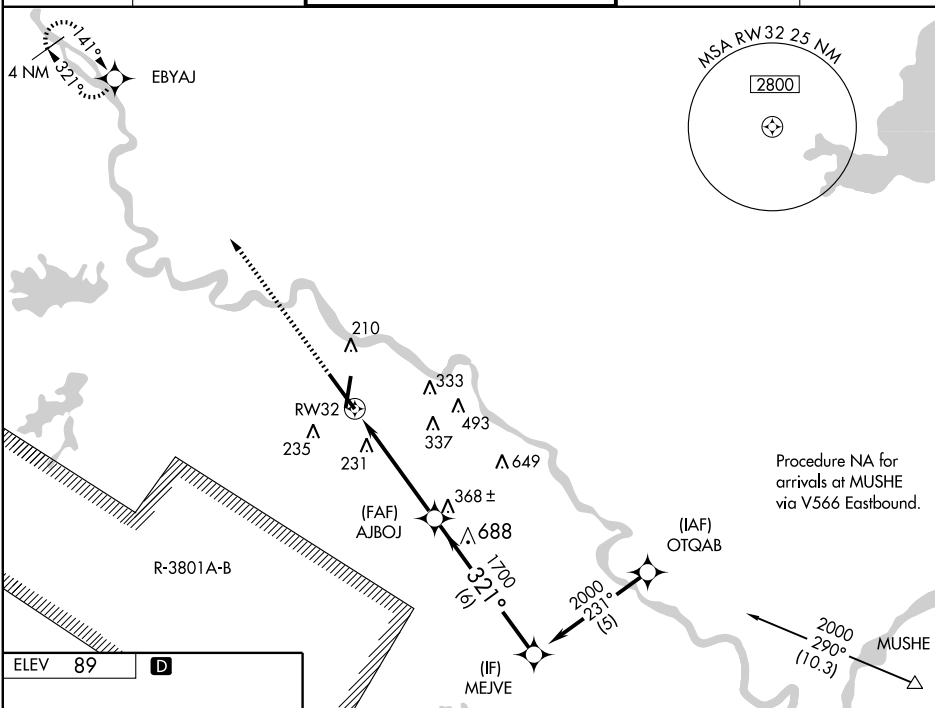 141°
321°
4 NM
EBYAJ
MSA RW32 25 NM
2800
210
333
RW32
493
235
231
337
649
Procedure NA for
arrivals at MUSHE
via V566 Eastbound.
(FAF)
AJBOJ
368 ±
688
(IAF)
OTQAB
R-3801A-B
1700
321°
(6)
2000
231°
(5)
2000
290°
(10.3)
MUSHE
(IF)
MEJVE
ELEV 89 D